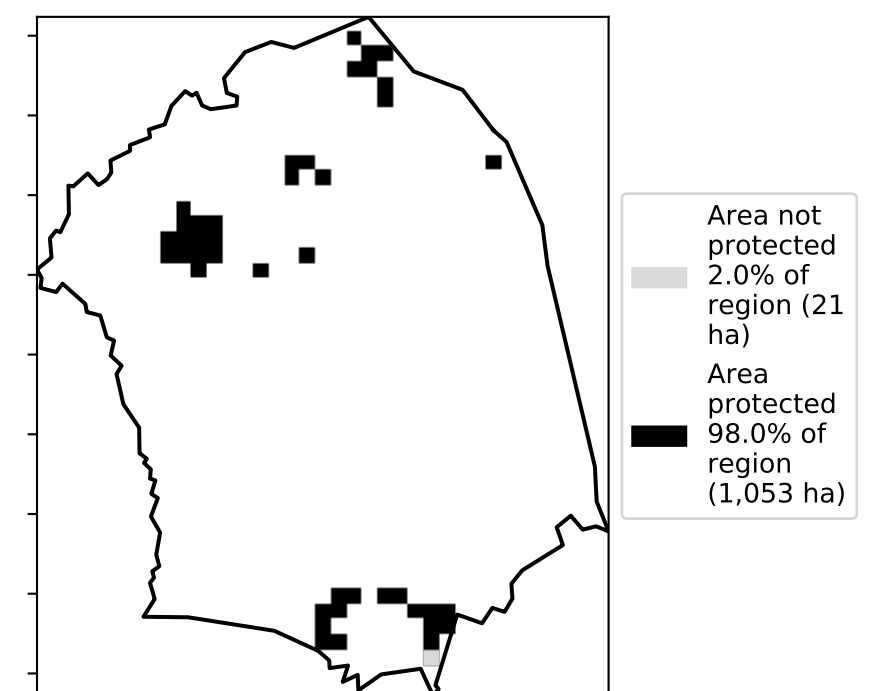 Area not
protected
2.0% of
region (21
ha)
Area
protected
98.0% of
region
(1,053 ha)